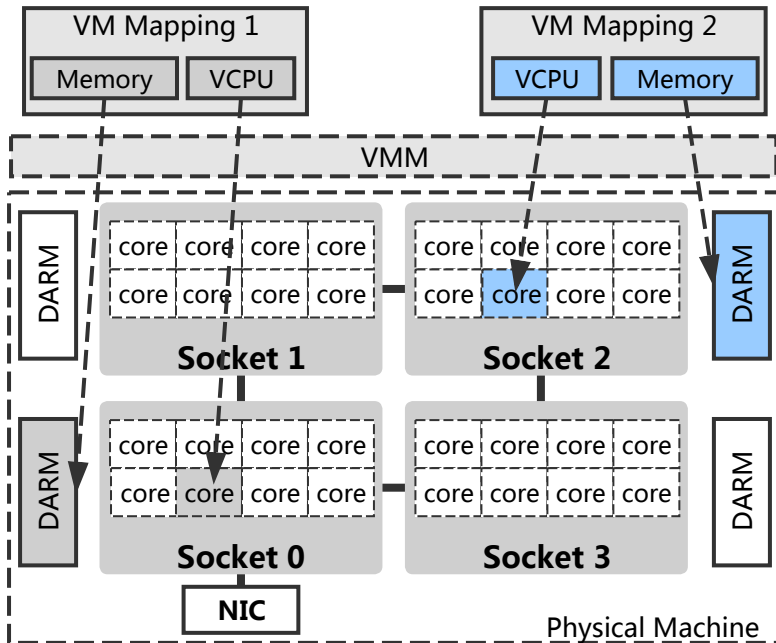 VM Mapping 1
Memory VCPU
VM Mapping 2
VCPU Memory
VMM
DARM
core core core core
core core core core
Socket 1
core core core core
core core core core
Socket 2
DARM
DARM
core core core core
core core core core
Socket 0
core core core core
core core core core
Socket 3
DARM
NIC
Physical Machine